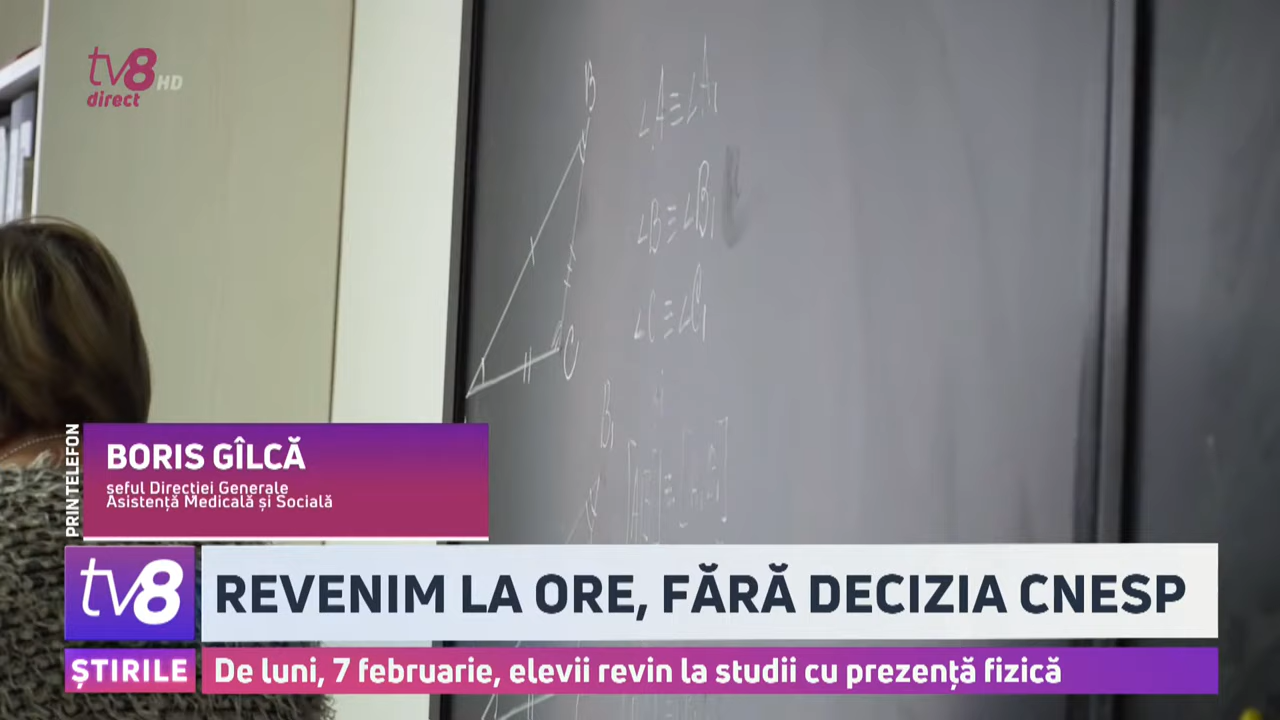 tv8 HD
direct
B
∠A ≡ ∠A₁
∠B ≡ ∠B₁
∠C ≡ ∠C₁
C
B₁
PRIN TELEFON
BORIS GÎLCĂ
șeful Direcției Generale
Asistență Medicală și Socială
tv8
REVENIM LA ORE, FĂRĂ DECIZIA CNESP
ȘTIRILE
De luni, 7 februarie, elevii revin la studii cu prezență fizică